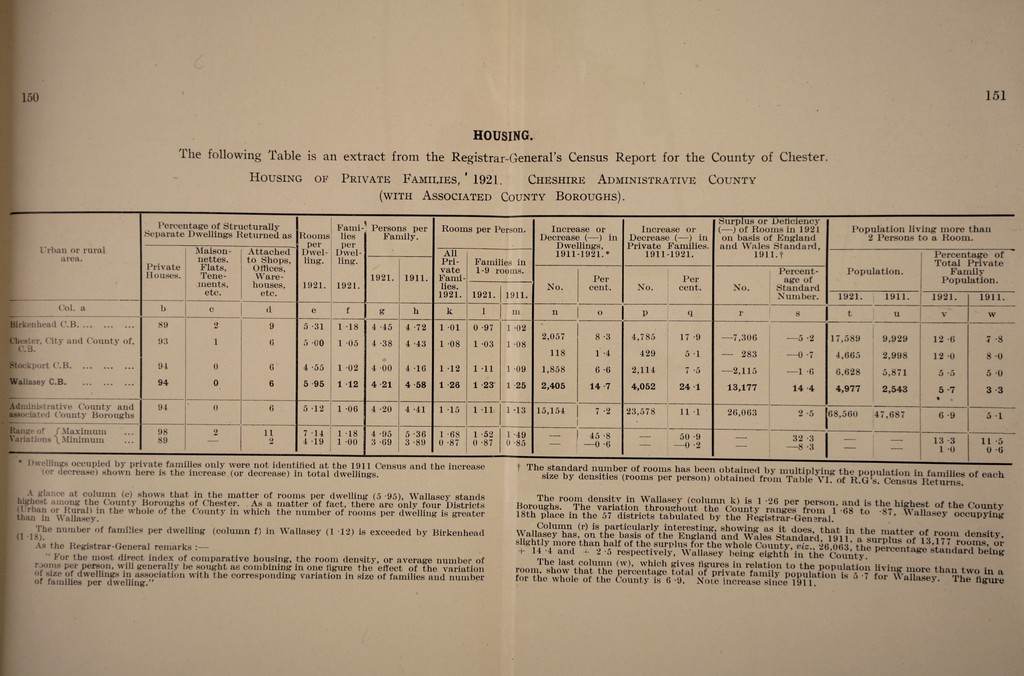 150
151
HOUSING.
The following Table is an extract from the Registrar-General's Census Report for the County of Chester.
HOUSING OF PRIVATE FAMILIES,' 1921. CHESHIRE ADMINISTRATIVE COUNTY
(WITH ASSOCIATED COUNTY BOROUGHS).
Urban or rural area. | Percentage of Structurally Separate Dwellings Returned as | Rooms per Dwelling. | Families per Dwelling. | Persons per Family. | Rooms per Person. | Increase or Decrease (—) in Dwellings, 1911-1921.* | Increase or Decrease (—) in Private Families. 1911-1921. | Surplus or Deficiency (—) of Rooms in 1921 on basis of England and Wales Standard, 1911.† | Population living more than 2 Persons to a Room.
Private Houses. | Maisonnettes, Flats, Tenements, etc. | Attached to Shops, Offices, Warehouses, etc. | 1921. | 1921. | 1921. | 1911. | All Private Families. 1921. | Families in 1-9 rooms. 1921. | 1911. | No. | Per cent. | No. | Per cent. | No. | Percentage of Standard Number. | Population. 1921. | 1911. | Percentage of Total Private Family Population. 1921. | 1911.
Col. a | b | c | d | e | f | g | h | k | l | m | n | o | p | q | r | s | t | u | v | w
Birkenhead C.B. ... ... ... | 89 | 2 | 9 | 5·31 | 1·18 | 4·45 | 4·72 | 1·01 | 0·97 | 1·02 | 2,057 | 8·3 | 4,785 | 17·9 | —7,306 | —5·2 | 17,589 | 9,929 | 12·6 | 7·8
Chester, City and County of, C.B. | 93 | 1 | 6 | 5·00 | 1·05 | 4·38 | 4·43 | 1·08 | 1·03 | 1·08 | 118 | 1·4 | 429 | 5·1 | — 283 | —0·7 | 4,665 | 2,998 | 12·0 | 8·0
Stockport C.B. ... ... ... | 94 | 0 | 6 | 4·55 | 1·02 | 4·00 | 4·16 | 1·12 | 1·11 | 1·09 | 1,858 | 6·6 | 2,114 | 7·5 | —2,115 | —1·6 | 6,628 | 5,871 | 5·5 | 5·0
Wallasey C.B. ... ... ... | 94 | 0 | 6 | 5·95 | 1·12 | 4·21 | 4·58 | 1·26 | 1·23 | 1·25 | 2,405 | 14·7 | 4,052 | 24·1 | 13,177 | 14·4 | 4,977 | 2,543 | 5·7 | 3·3
Administrative County and associated County Boroughs | 94 | 0 | 6 | 5·12 | 1·06 | 4·20 | 4·41 | 1·15 | 1·11 | 1·13 | 15,154 | 7·2 | 23,578 | 11·1 | 26,063 | 2·5 | 68,560 | 47,687 | 6·9 | 5·1
Range of Variations { Maximum ... | 98 | 2 | 11 | 7·14 | 1·18 | 4·95 | 5·36 | 1·68 | 1·52 | 1·49 | — | 45·8 | — | 50·9 | — | 32·3 | — | — | 13·3 | 11·5
Minimum ... | 89 | — | 2 | 4·19 | 1·00 | 3·69 | 3·89 | 0·87 | 0·87 | 0·85 | — | —0·6 | — | —0·2 | — | —8·3 | — | — | 1·0 | 0·6
* Dwellings occupied by private families only were not identified at the 1911 Census and the increase
(or decrease) shown here is the increase (or decrease) in total dwellings.
† The standard number of rooms has been obtained by multiplying the population in families of each
size by densities (rooms per person) obtained from Table VI. of R.G's. Census Returns.
A glance at column (e) shows that in the matter of rooms per dwelling (5·95), Wallasey stands
highest among the County Boroughs of Chester. As a matter of fact, there are only four Districts
(Urban or Rural) in the whole of the County in which the number of rooms per dwelling is greater
than in Wallasey.
The number of families per dwelling (column f) in Wallasey (1·12) is exceeded by Birkenhead
(1·18).
As the Registrar-General remarks :—
" For the most direct index of comparative housing, the room density, or average number of
rooms per person, will generally be sought as combining in one figure the effect of the variation
of size of dwellings in association with the corresponding variation in size of families and number
of families per dwelling."
The room density in Wallasey (column k) is 1·26 per person, and is the highest of the County
Boroughs. The variation throughout the County ranges from 1·68 to ·87, Wallasey occupying
18th place in the 57 districts tabulated by the Registrar-General.
Column (r) is particularly interesting, showing as it does, that in the matter of room density,
Wallasey has, on the basis of the England and Wales Standard, 1911, a surplus of 13,177 rooms, or
slightly more than half of the surplus for the whole County, viz., 26,063, the percentage standard being
+ 14·4 and + 2·5 respectively, Wallasey being eighth in the County.
The last column (w), which gives figures in relation to the population living more than two in a
room, show that the percentage total of private family population is 5·7 for Wallasey. The figure
for the whole of the County is 6·9. Note increase since 1911.